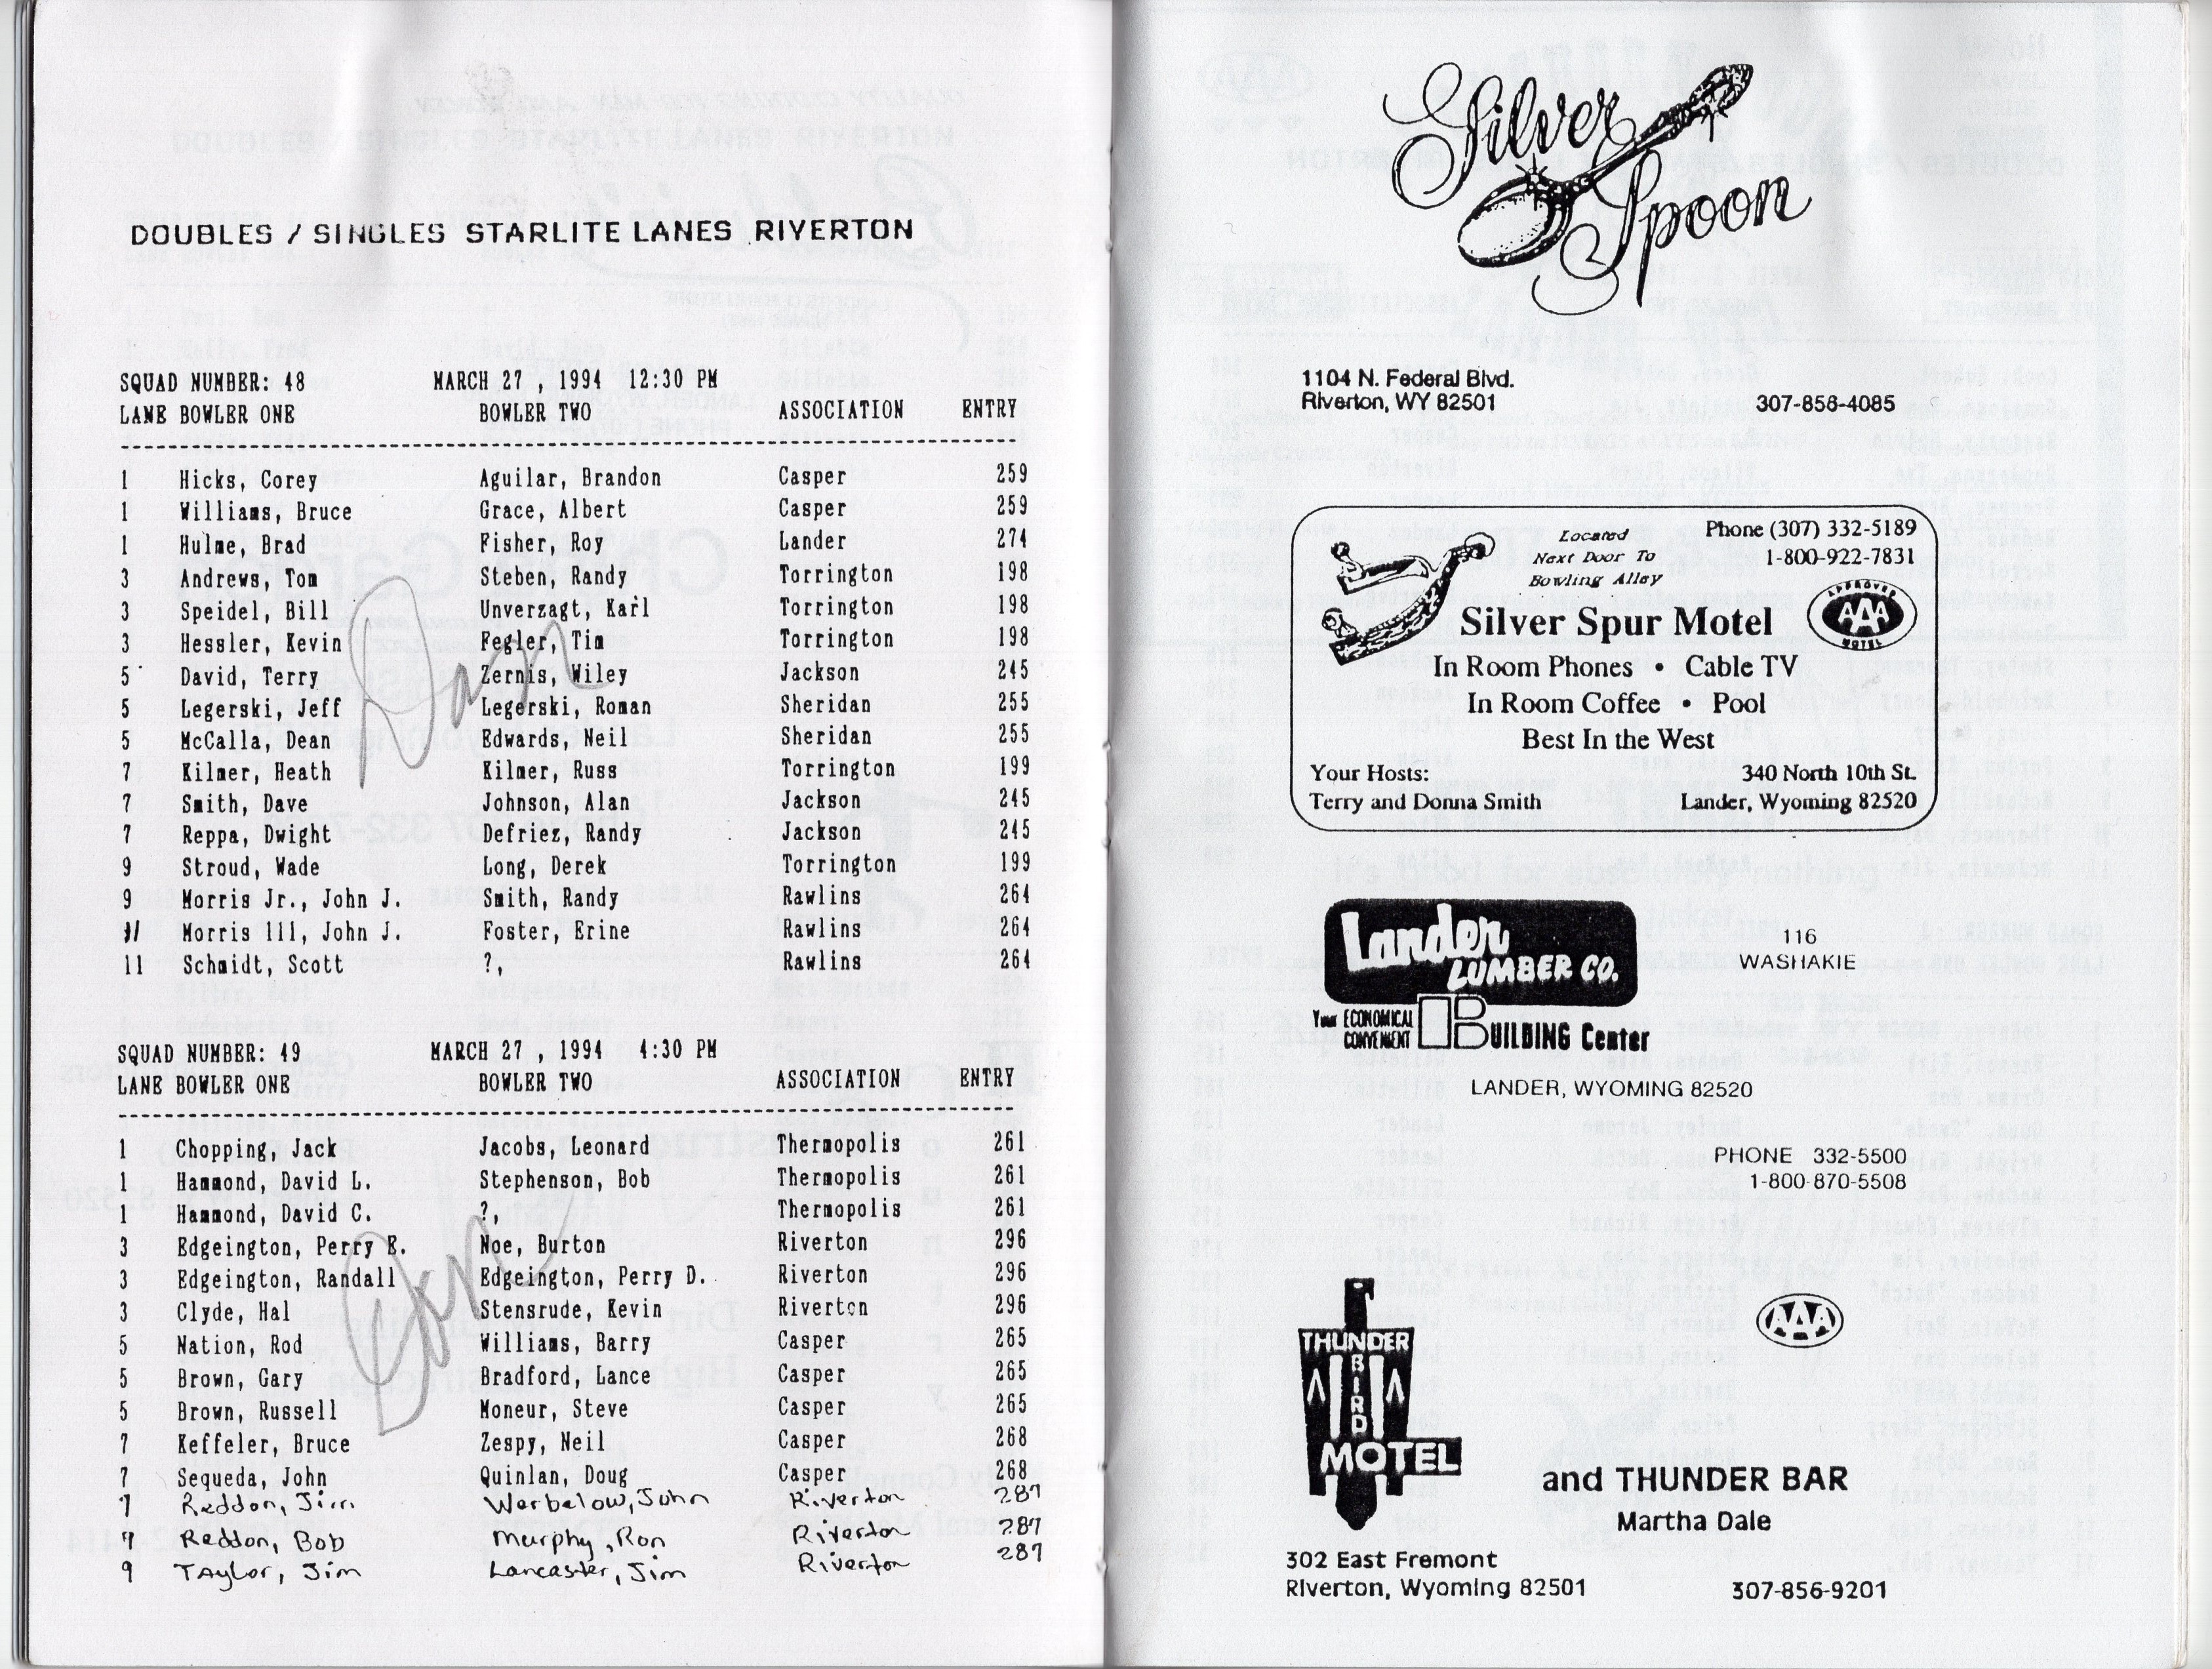 DOUBLES / SINGLES STARLITE LANES RIVERTON
SQUAD NUMBER: 48 MARCH 27 , 1994 12:30 PM
LANE BOWLER ONE BOWLER TWO ASSOCIATION ENTRY
1 Hicks, Corey Aguilar, Brandon Casper 259
1 Williams, Bruce Grace, Albert Casper 259
1 Hulme, Brad Fisher, Roy Lander 274
3 Andrews, Tom Steben, Randy Torrington 198
3 Speidel, Bill Unverzagt, Karl Torrington 198
3 Hessler, Kevin Fegler, Tim Torrington 198
5 David, Terry Zernis, Wiley Jackson 245
5 Legerski, Jeff Legerski, Roman Sheridan 255
5 McCalla, Dean Edwards, Neil Sheridan 255
7 Kilmer, Heath Kilmer, Russ Torrington 199
7 Smith, Dave Johnson, Alan Jackson 245
7 Reppa, Dwight Defriez, Randy Jackson 245
9 Stroud, Wade Long, Derek Torrington 199
9 Morris Jr., John J. Smith, Randy Rawlins 264
11 Morris 111, John J. Foster, Erine Rawlins 264
11 Schmidt, Scott ?, Rawlins 264
SQUAD NUMBER: 49 MARCH 27 , 1994 4:30 PM
LANE BOWLER ONE BOWLER TWO ASSOCIATION ENTRY
1 Chopping, Jack Jacobs, Leonard Thermopolis 261
1 Hammond, David L. Stephenson, Bob Thermopolis 261
1 Hammond, David C. ?, Thermopolis 261
3 Edgeington, Perry E. Noe, Burton Riverton 296
3 Edgeington, Randall Edgeington, Perry D. Riverton 296
3 Clyde, Hal Stensrude, Kevin Riverton 296
5 Nation, Rod Williams, Barry Casper 265
5 Brown, Gary Bradford, Lance Casper 265
5 Brown, Russell Moneur, Steve Casper 265
7 Keffeler, Bruce Zespy, Neil Casper 268
7 Sequeda, John Quinlan, Doug Casper 268
7 Reddon, Jim Werbelow, John Riverton 287
9 Reddon, Bob Murphy, Ron Riverton 287
9 Taylor, Jim Lancaster, Jim Riverton 287
Silver
Spoon
1104 N. Federal Blvd.
Riverton, WY 82501 307-856-4085
Located
Next Door To
Bowling Alley
Phone (307) 332-5189
1-800-922-7831
APPROVED
AAA
MOTEL
Silver Spur Motel
In Room Phones • Cable TV
In Room Coffee • Pool
Best In the West
Your Hosts: 340 North 10th St.
Terry and Donna Smith Lander, Wyoming 82520
Lander
LUMBER CO.
Your ECONOMICAL
CONVENIENT
BUILDING Center
116
WASHAKIE
LANDER, WYOMING 82520
PHONE 332-5500
1-800-870-5508
AAA
THUNDER
BIRD
MOTEL
and THUNDER BAR
Martha Dale
302 East Fremont
Riverton, Wyoming 82501 307-856-9201